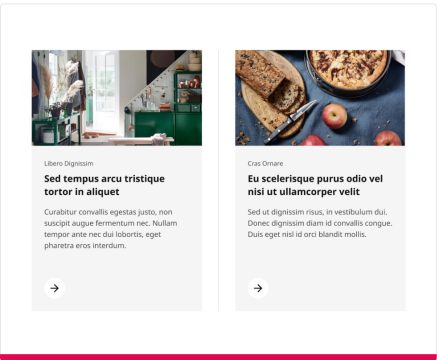 Libero Dignissim
Sed tempus arcu tristique
tortor in aliquet
Curabitur convallis egestas justo, non
suscipit augue fermentum nec. Nullam
tempor ante nec dui lobortis, eget
pharetra eros interdum.
Cras Ornare
Eu scelerisque purus odio vel
nisi ut ullamcorper velit
Sed ut dignissim risus, in vestibulum dui.
Donec dignissim diam id convallis congue.
Duis eget nisl id orci blandit mollis.